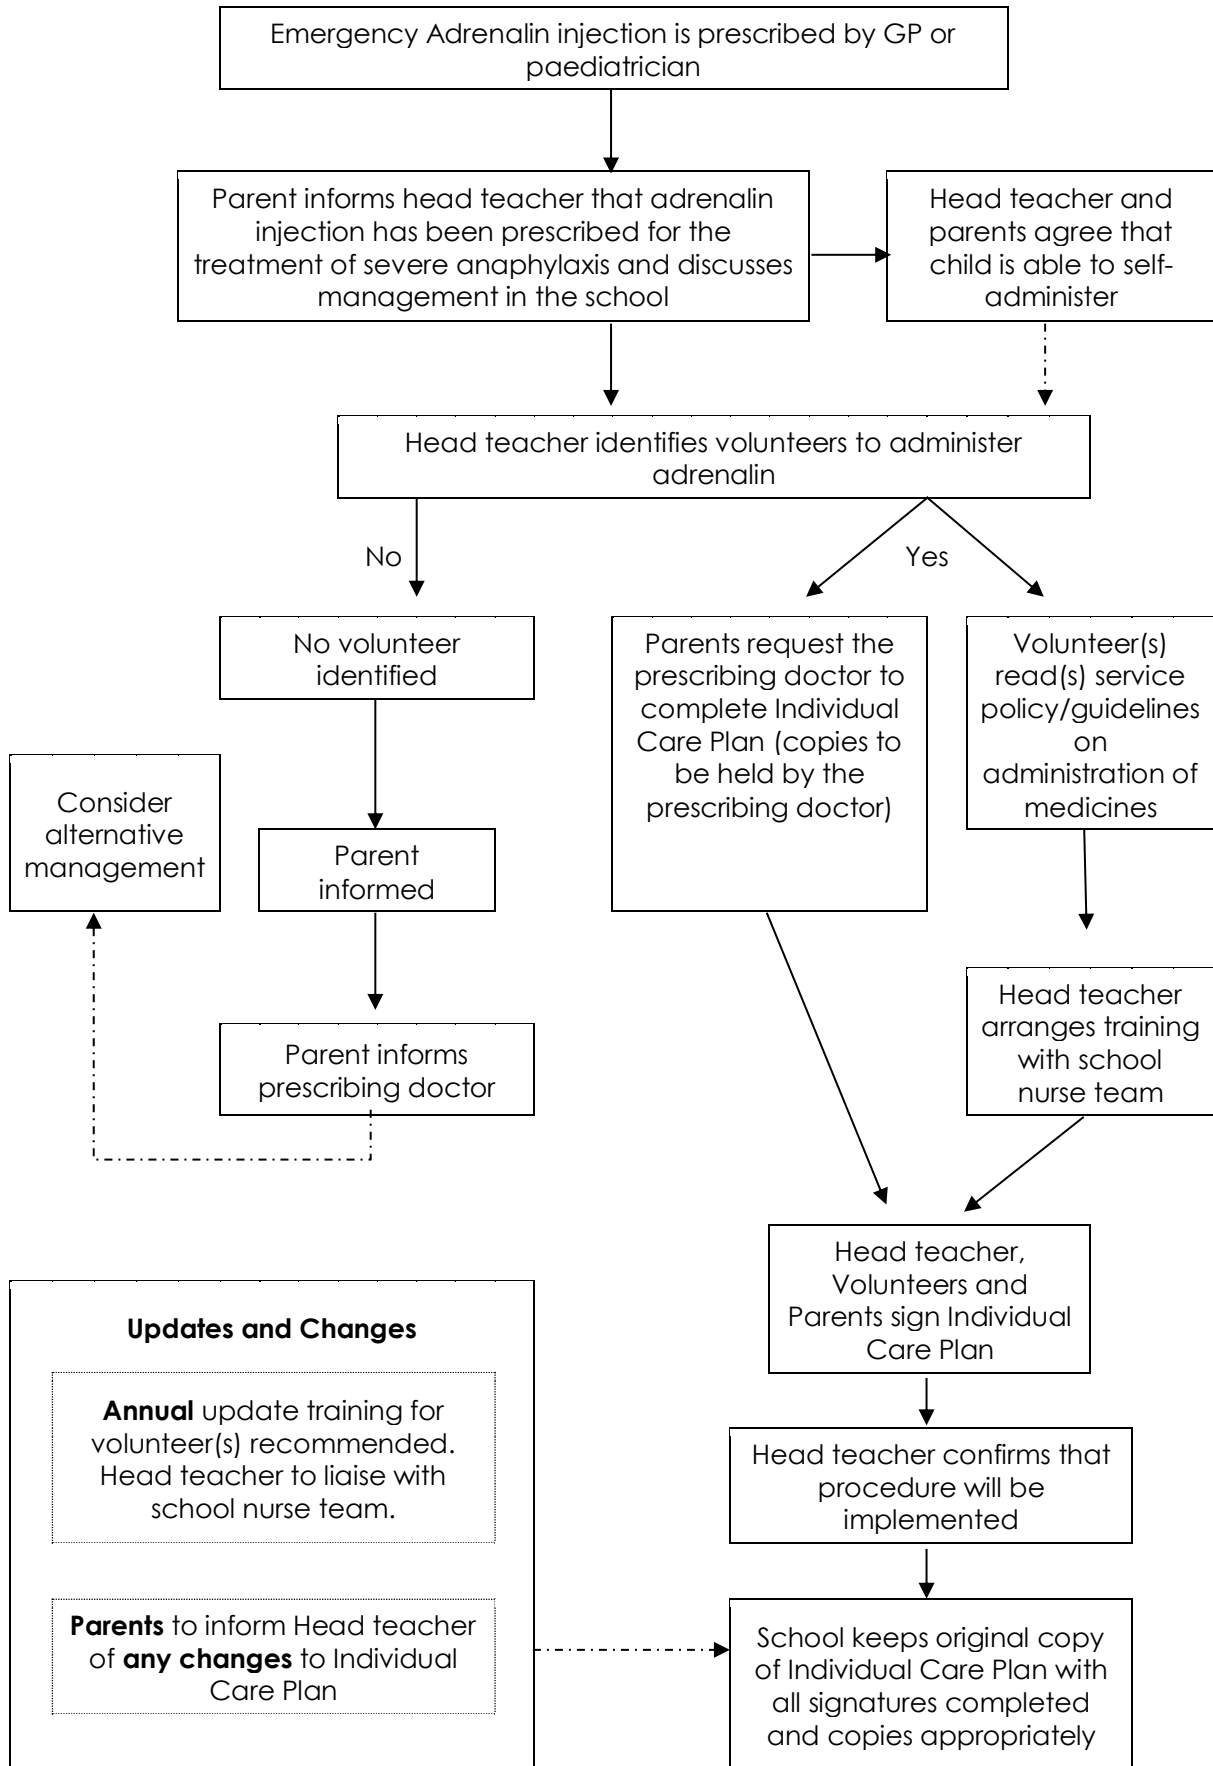 Emergency Adrenalin injection is prescribed by GP or
paediatrician
Parent informs head teacher that adrenalin
injection has been prescribed for the
treatment of severe anaphylaxis and discusses
management in the school
Head teacher and
parents agree that
child is able to self-
administer
Head teacher identifies volunteers to administer
adrenalin
No
Yes
No volunteer
identified
Parents request the
prescribing doctor to
complete Individual
Care Plan (copies to
be held by the
prescribing doctor)
Volunteer(s)
read(s) service
policy/guidelines
on
administration of
medicines
Consider
alternative
management
Parent
informed
Parent informs
prescribing doctor
Head teacher
arranges training
with school
nurse team
Head teacher,
Volunteers and
Parents sign Individual
Care Plan
Updates and Changes
Annual update training for
volunteer(s) recommended.
Head teacher to liaise with
school nurse team.
Head teacher confirms that
procedure will be
implemented
Parents to inform Head teacher
of any changes to Individual
Care Plan
School keeps original copy
of Individual Care Plan with
all signatures completed
and copies appropriately